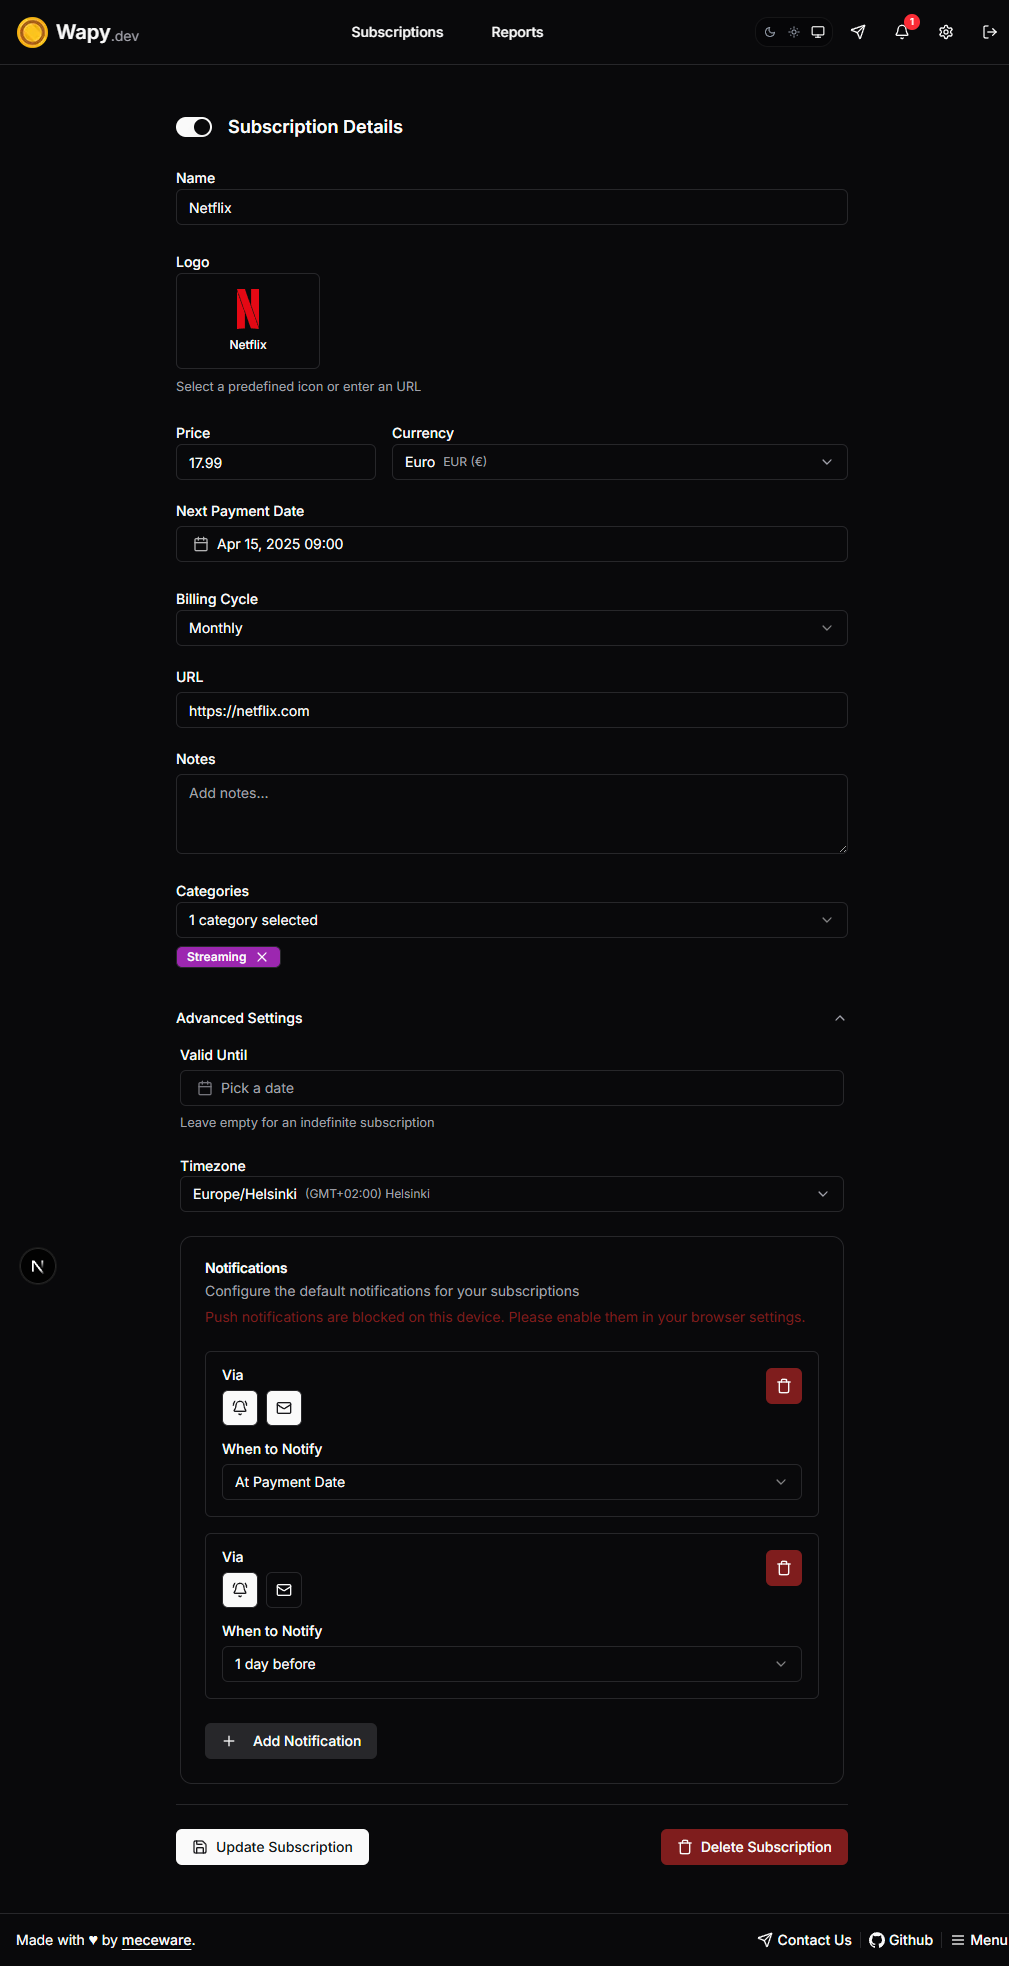 Wapy.dev
Subscriptions
Reports
1
Subscription Details
Name
Netflix
Logo
Netflix
Select a predefined icon or enter an URL
Price
Currency
17.99
Euro EUR (€)
Next Payment Date
Apr 15, 2025 09:00
Billing Cycle
Monthly
URL
https://netflix.com
Notes
Add notes...
Categories
1 category selected
Streaming
Advanced Settings
Valid Until
Pick a date
Leave empty for an indefinite subscription
Timezone
Europe/Helsinki (GMT+02:00) Helsinki
N
Notifications
Configure the default notifications for your subscriptions
Push notifications are blocked on this device. Please enable them in your browser settings.
Via
When to Notify
At Payment Date
Via
When to Notify
1 day before
Add Notification
Update Subscription
Delete Subscription
Made with ♥ by meceware.
Contact Us
Github
Menu